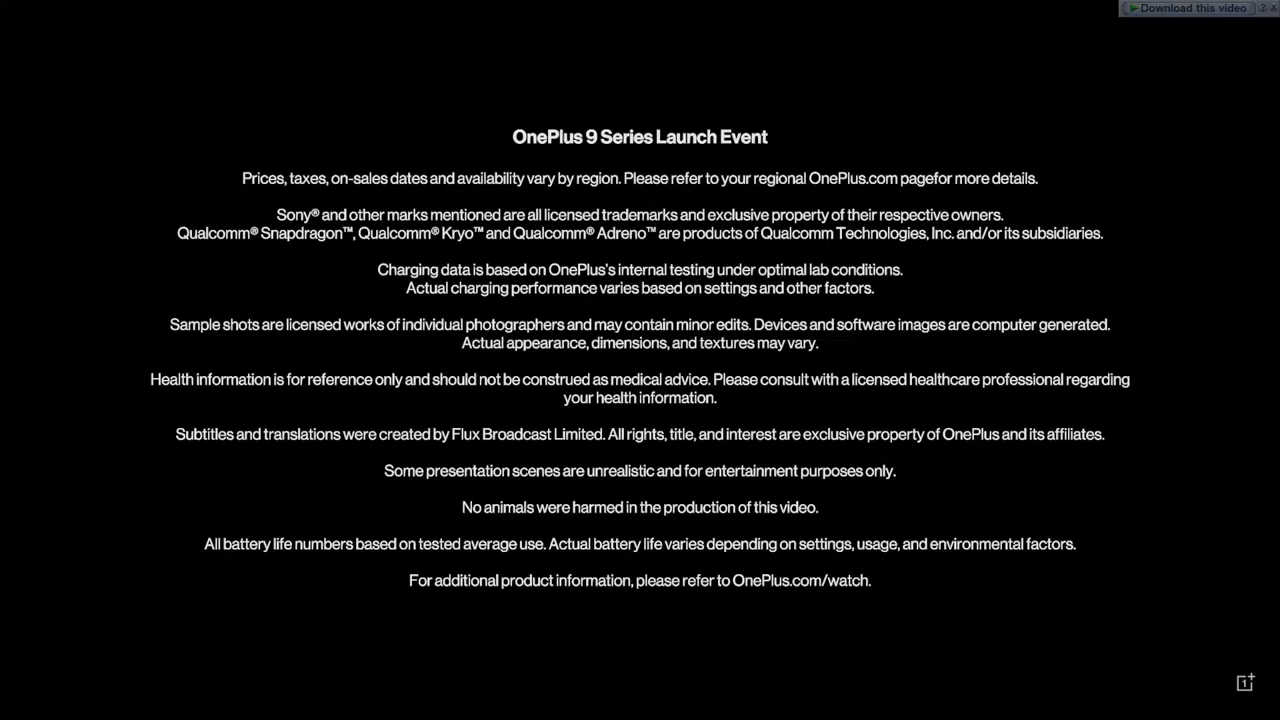 Download this video ? x
OnePlus 9 Series Launch Event
Prices, taxes, on-sales dates and availability vary by region. Please refer to your regional OnePlus.com pagefor more details.
Sony® and other marks mentioned are all licensed trademarks and exclusive property of their respective owners.
Qualcomm® Snapdragon™, Qualcomm® Kryo™ and Qualcomm® Adreno™ are products of Qualcomm Technologies, Inc. and/or its subsidiaries.
Charging data is based on OnePlus's internal testing under optimal lab conditions.
Actual charging performance varies based on settings and other factors.
Sample shots are licensed works of individual photographers and may contain minor edits. Devices and software images are computer generated.
Actual appearance, dimensions, and textures may vary.
Health information is for reference only and should not be construed as medical advice. Please consult with a licensed healthcare professional regarding
your health information.
Subtitles and translations were created by Flux Broadcast Limited. All rights, title, and interest are exclusive property of OnePlus and its affiliates.
Some presentation scenes are unrealistic and for entertainment purposes only.
No animals were harmed in the production of this video.
All battery life numbers based on tested average use. Actual battery life varies depending on settings, usage, and environmental factors.
For additional product information, please refer to OnePlus.com/watch.
1+